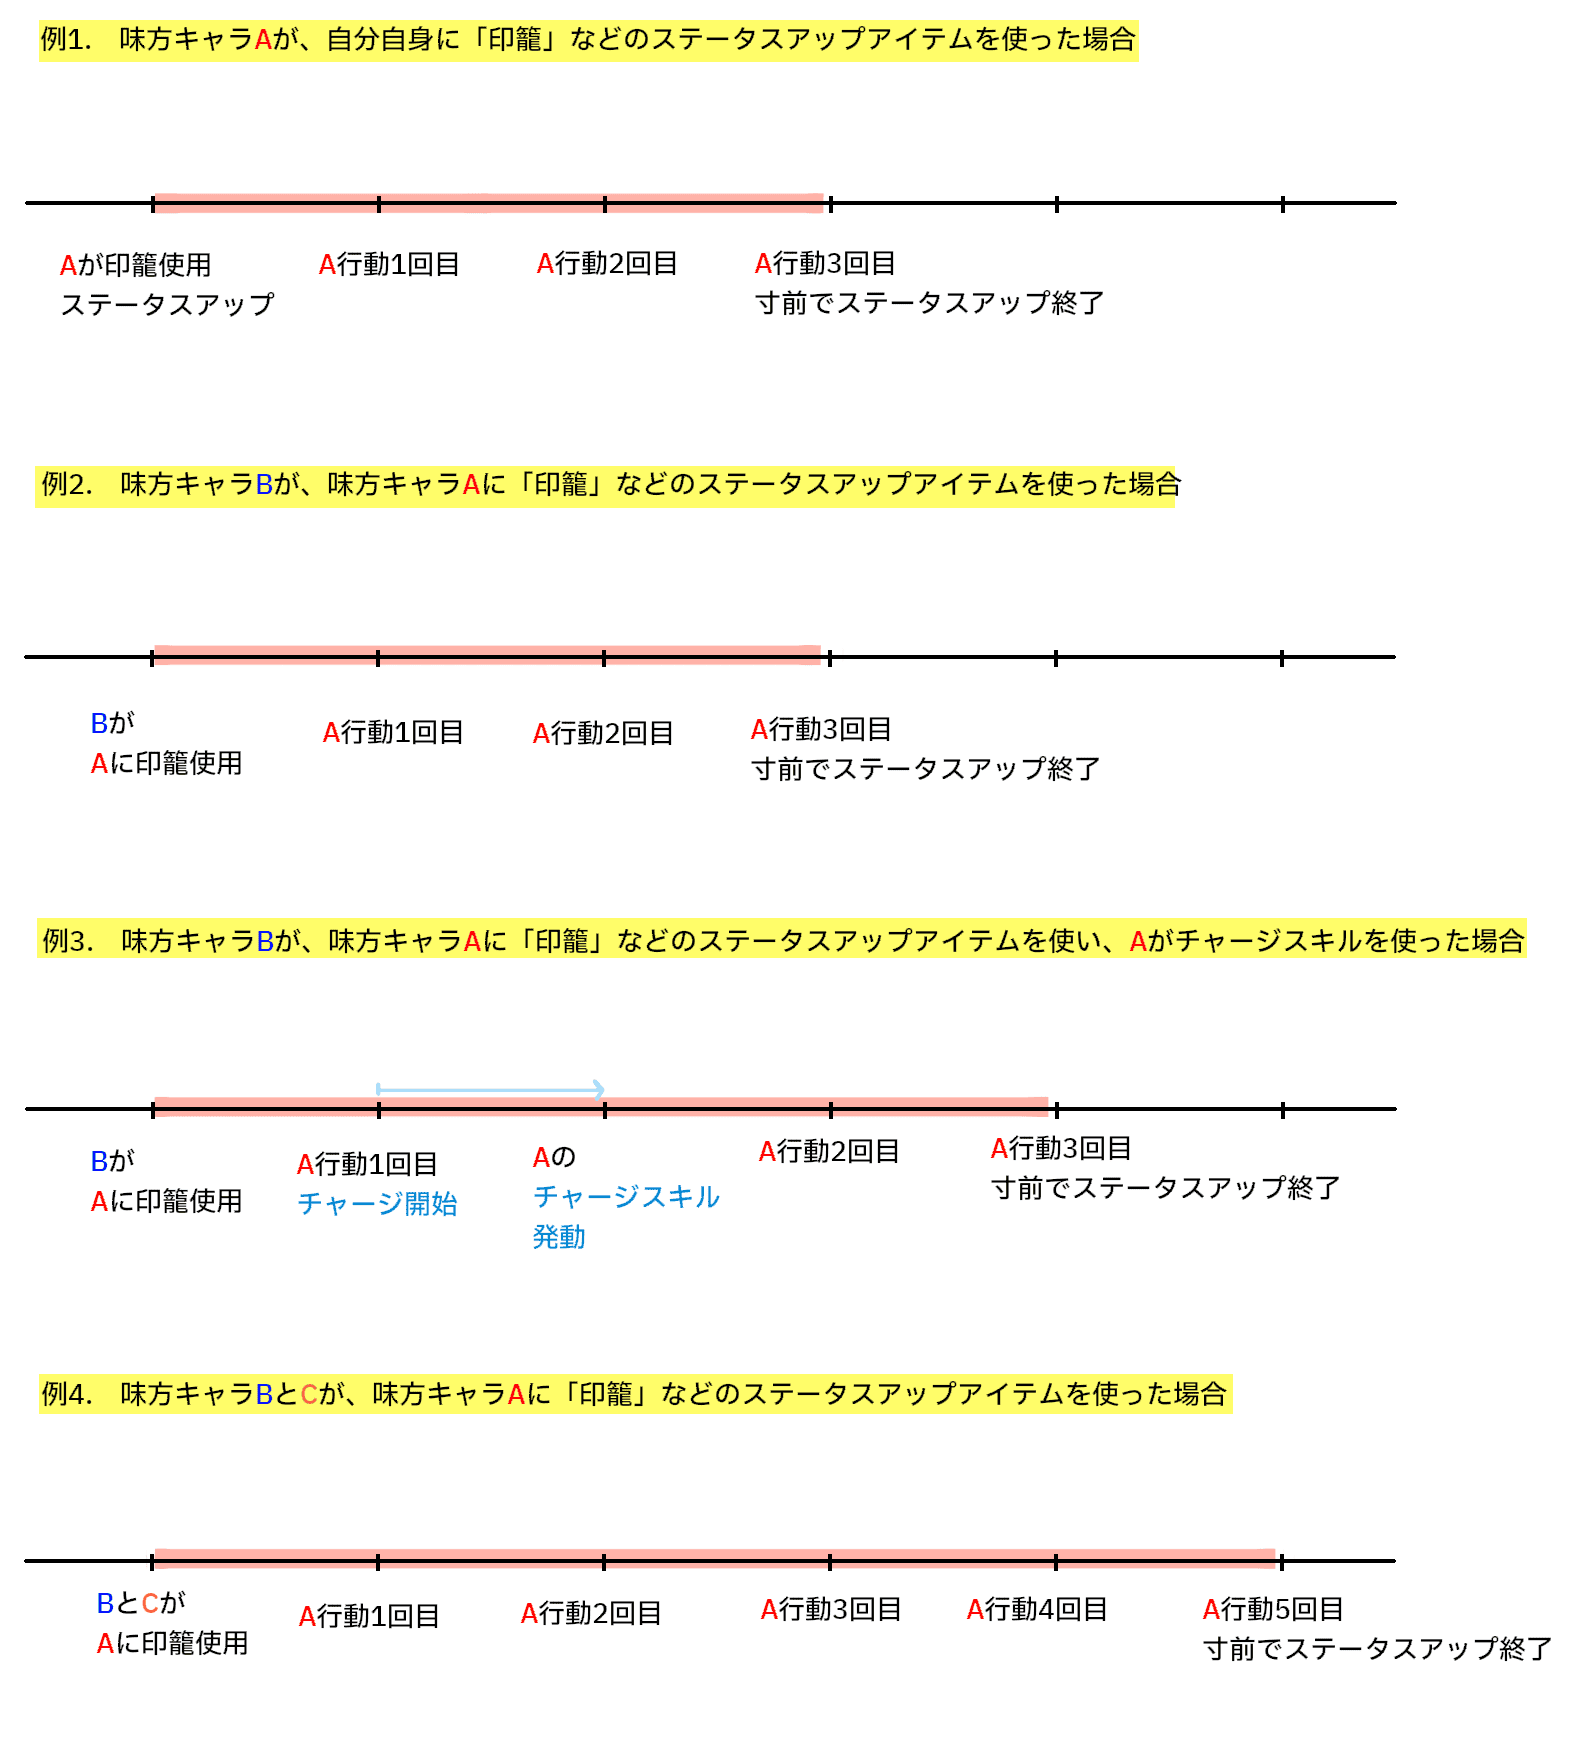 例1.　味方キャラAが、自分自身に「印籠」などのステータスアップアイテムを使った場合
Aが印籠使用
ステータスアップ
A行動1回目
A行動2回目
A行動3回目
寸前でステータスアップ終了
例2.　味方キャラBが、味方キャラAに「印籠」などのステータスアップアイテムを使った場合
Bが
Aに印籠使用
A行動1回目
A行動2回目
A行動3回目
寸前でステータスアップ終了
例3.　味方キャラBが、味方キャラAに「印籠」などのステータスアップアイテムを使い、Aがチャージスキルを使った場合
Bが
Aに印籠使用
A行動1回目
チャージ開始
Aの
チャージスキル
発動
A行動2回目
A行動3回目
寸前でステータスアップ終了
例4.　味方キャラBとCが、味方キャラAに「印籠」などのステータスアップアイテムを使った場合
BとCが
Aに印籠使用
A行動1回目
A行動2回目
A行動3回目
A行動4回目
A行動5回目
寸前でステータスアップ終了